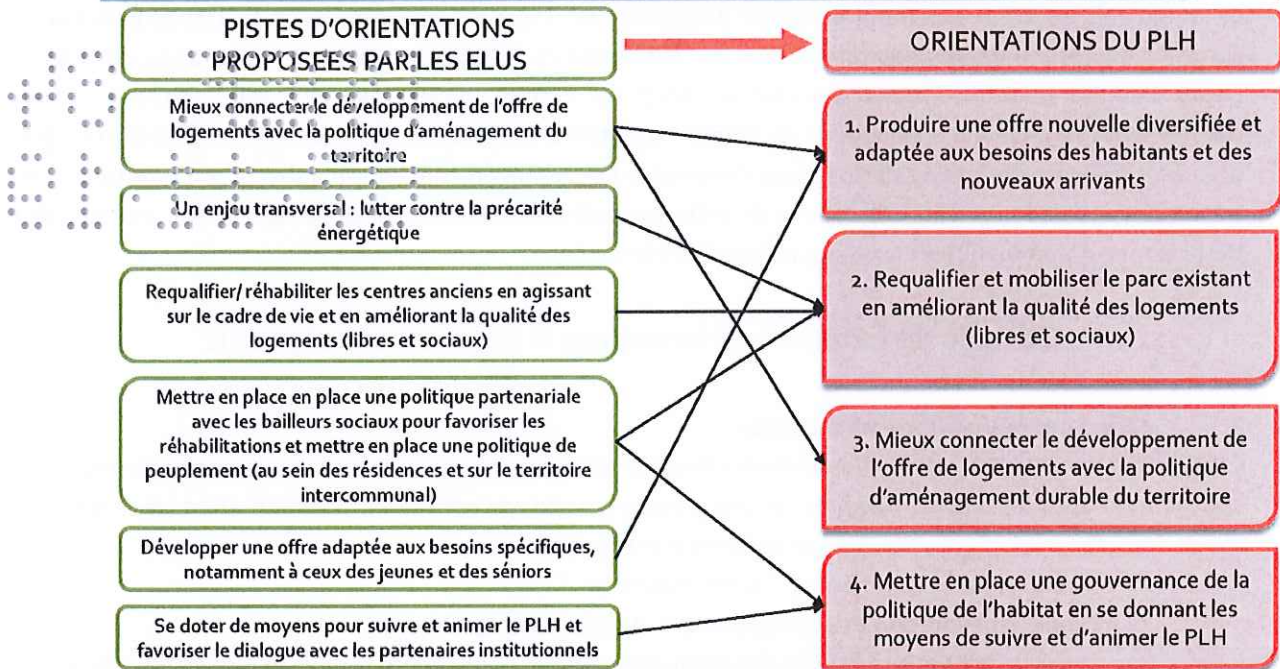 PISTES D'ORIENTATIONS
PROPOSEES PAR LES ELUS
ORIENTATIONS DU PLH
Mieux connecter le développement de l'offre de
logements avec la politique d'aménagement du
territoire
Un enjeu transversal : lutter contre la précarité
énergétique
Requalifier/ réhabiliter les centres anciens en agissant
sur le cadre de vie et en améliorant la qualité des
logements (libres et sociaux)
Mettre en place en place une politique partenariale
avec les bailleurs sociaux pour favoriser les
réhabilitations et mettre en place une politique de
peuplement (au sein des résidences et sur le territoire
intercommunal)
Développer une offre adaptée aux besoins spécifiques,
notamment à ceux des jeunes et des séniors
Se doter de moyens pour suivre et animer le PLH et
favoriser le dialogue avec les partenaires institutionnels
1. Produire une offre nouvelle diversifiée et
adaptée aux besoins des habitants et des
nouveaux arrivants
2. Requalifier et mobiliser le parc existant
en améliorant la qualité des logements
(libres et sociaux)
3. Mieux connecter le développement de
l'offre de logements avec la politique
d'aménagement durable du territoire
4. Mettre en place une gouvernance de la
politique de l'habitat en se donnant les
moyens de suivre et d'animer le PLH